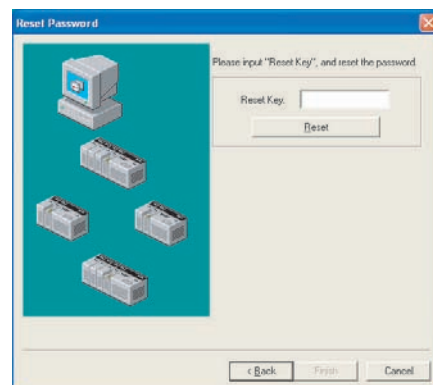 Reset Password
Please input "Reset Key", and reset the password.
Reset Key:
Reset
< Back
Finish
Cancel